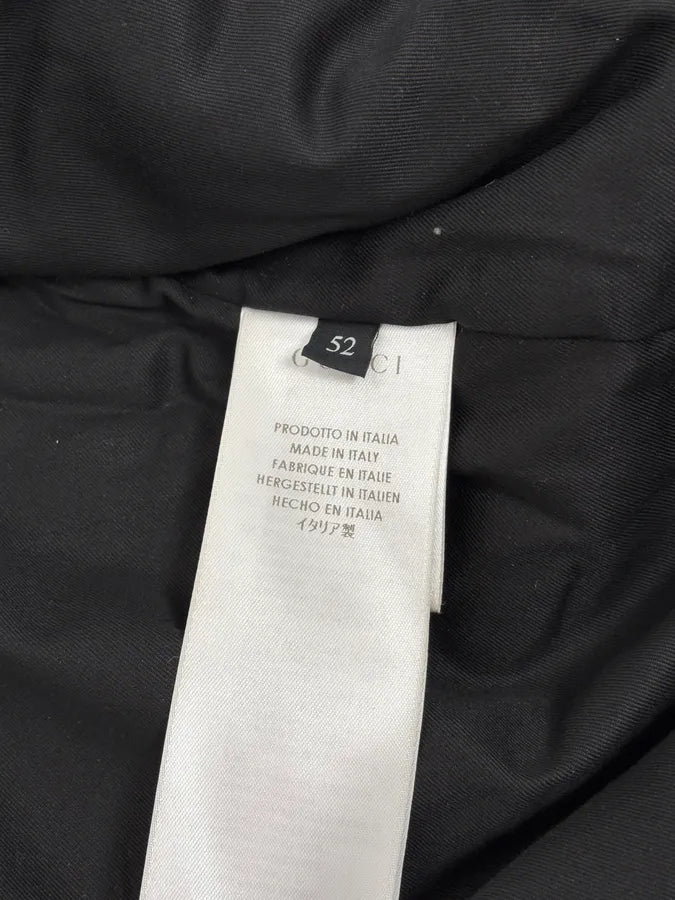 52
GUCCI
PRODOTTO IN ITALIA
MADE IN ITALY
FABRIQUE EN ITALIE
HERGESTELLT IN ITALIEN
HECHO EN ITALIA
イタリア製